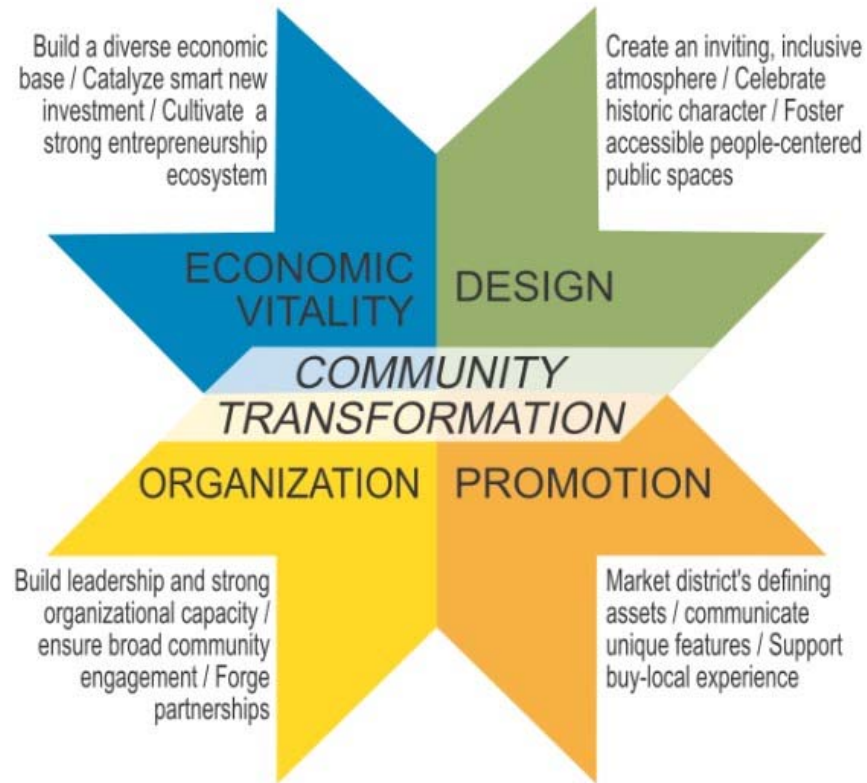 Build a diverse economic
base / Catalyze smart new
investment / Cultivate a
strong entrepreneurship
ecosystem
Create an inviting, inclusive
atmosphere / Celebrate
historic character / Foster
accessible people-centered
public spaces
ECONOMIC
VITALITY
DESIGN
COMMUNITY
TRANSFORMATION
ORGANIZATION
PROMOTION
Build leadership and strong
organizational capacity /
ensure broad community
engagement / Forge
partnerships
Market district's defining
assets / communicate
unique features / Support
buy-local experience